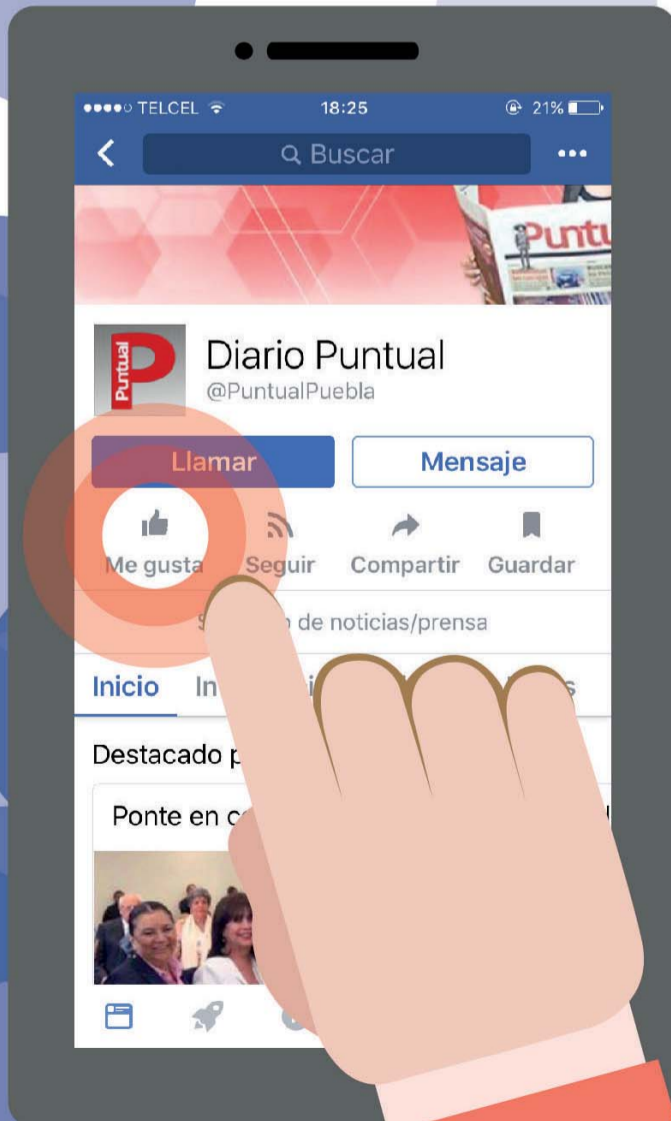 TELCEL 18:25 21%
Buscar
Puntu
Puntual
Diario Puntual
@PuntualPuebla
Llamar Mensaje
Me gusta Seguir Compartir Guardar
de noticias/prensa
Inicio In
Destacado p
Ponte en c